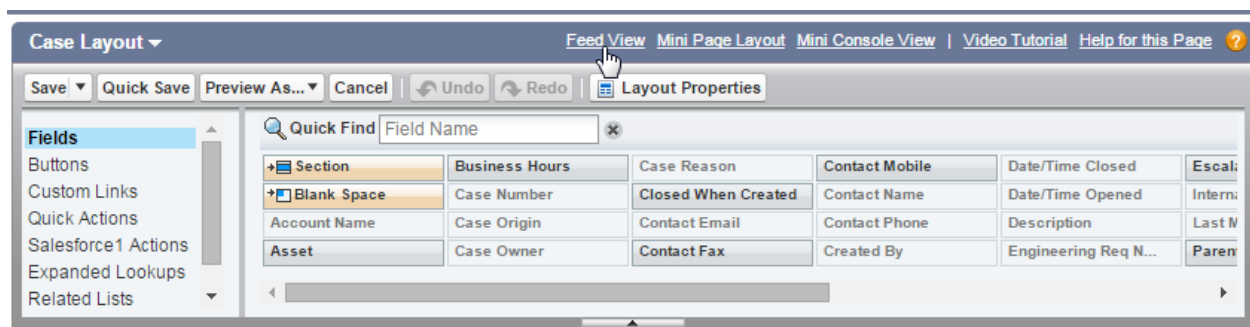 Case Layout
Feed View Mini Page Layout Mini Console View | Video Tutorial Help for this Page ?
Save Quick Save Preview As... Cancel Undo Redo Layout Properties
Fields
Buttons
Custom Links
Quick Actions
Salesforce1 Actions
Expanded Lookups
Related Lists
Quick Find Field Name
Section Business Hours Case Reason Contact Mobile Date/Time Closed Escal
Blank Space Case Number Closed When Created Contact Name Date/Time Opened Intern
Account Name Case Origin Contact Email Contact Phone Description Last
Asset Case Owner Contact Fax Created By Engineering Req N... Paren